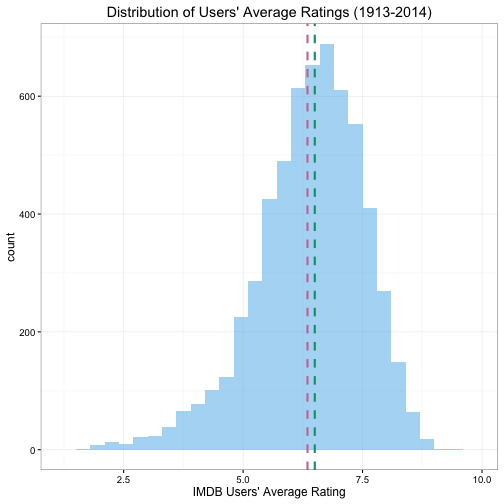 Distribution of Users' Average Ratings (1913-2014)
count
600
400
200
0
2.5 5.0 7.5 10.0
IMDB Users' Average Rating